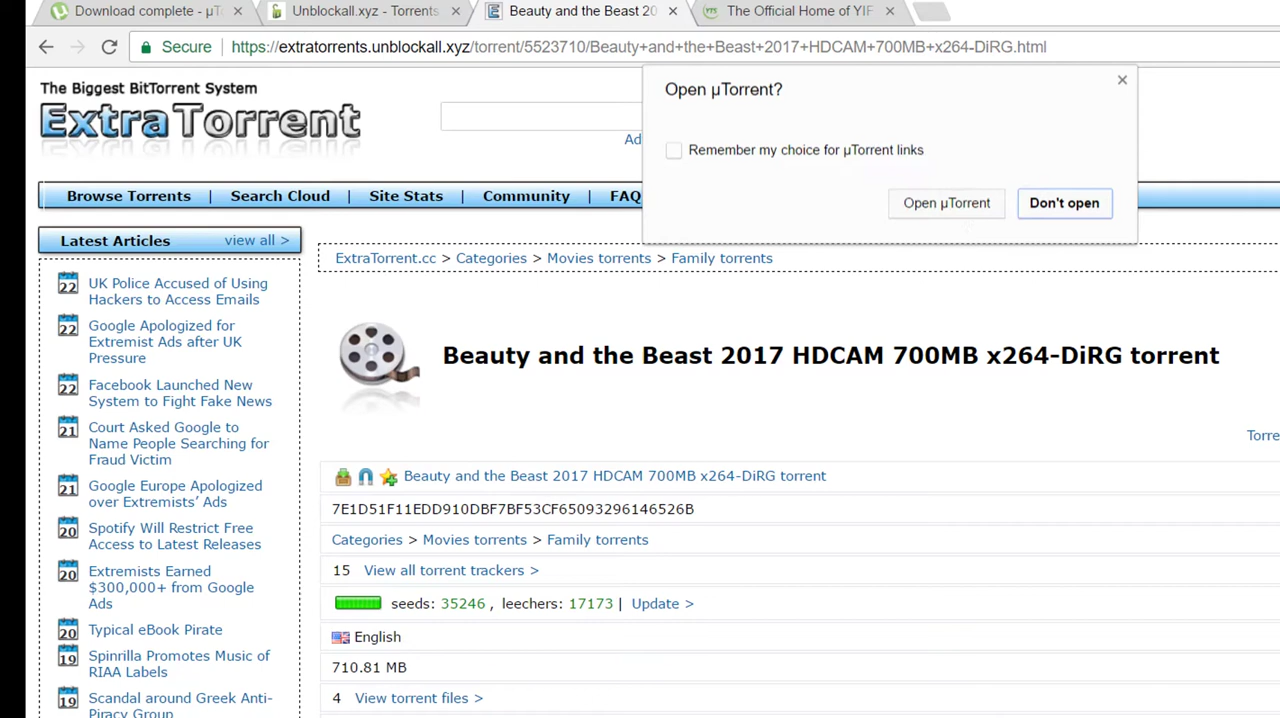 Download complete - µTo
Unblockall.xyz - Torrents
Beauty and the Beast 20
The Official Home of YIF
Secure
https://extratorrents.unblockall.xyz/torrent/5523710/Beauty+and+the+Beast+2017+HDCAM+700MB+x264-DiRG.html
The Biggest BitTorrent System
ExtraTorrent
Ad
Open µTorrent?
Remember my choice for µTorrent links
Open µTorrent
Don't open
Browse Torrents | Search Cloud | Site Stats | Community | FAQ
Latest Articles view all >
22
UK Police Accused of Using
Hackers to Access Emails
22
Google Apologized for
Extremist Ads after UK
Pressure
22
Facebook Launched New
System to Fight Fake News
21
Court Asked Google to
Name People Searching for
Fraud Victim
21
Google Europe Apologized
over Extremists’ Ads
20
Spotify Will Restrict Free
Access to Latest Releases
20
Extremists Earned
$300,000+ from Google
Ads
20
Typical eBook Pirate
19
Spinrilla Promotes Music of
RIAA Labels
19
Scandal around Greek Anti-
Piracy Group
ExtraTorrent.cc > Categories > Movies torrents > Family torrents
Beauty and the Beast 2017 HDCAM 700MB x264-DiRG torrent
Torre
Beauty and the Beast 2017 HDCAM 700MB x264-DiRG torrent
7E1D51F11EDD910DBF7BF53CF65093296146526B
Categories > Movies torrents > Family torrents
15 View all torrent trackers >
seeds: 35246 , leechers: 17173 | Update >
English
710.81 MB
4 View torrent files >